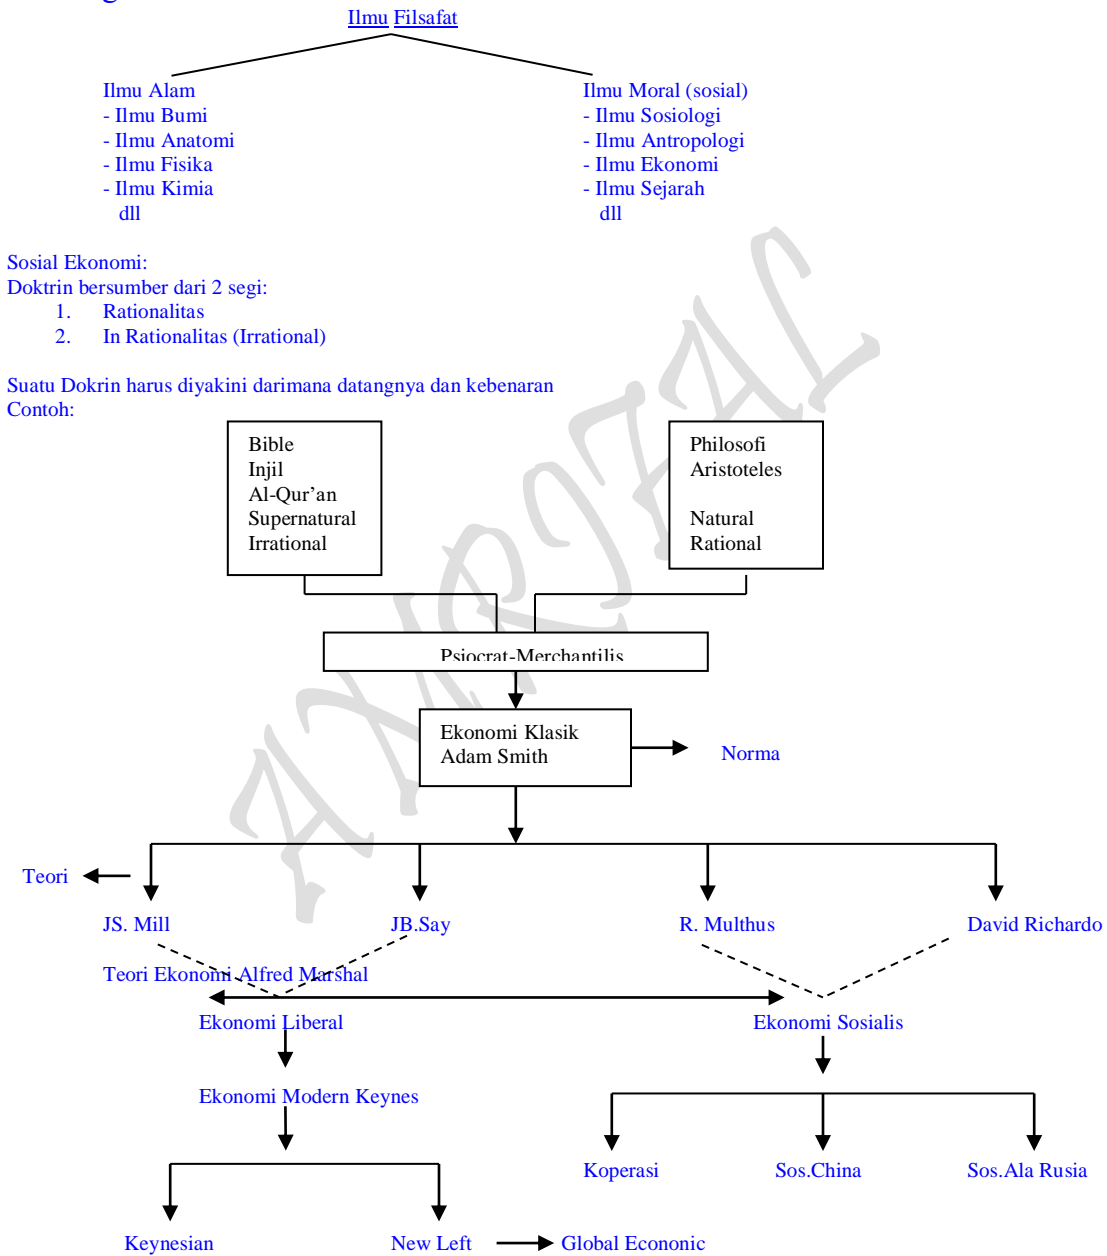 Ilmu Filsafat
Ilmu Alam
- Ilmu Bumi
- Ilmu Anatomi
- Ilmu Fisika
- Ilmu Kimia
dll
Ilmu Moral (sosial)
- Ilmu Sosiologi
- Ilmu Antropologi
- Ilmu Ekonomi
- Ilmu Sejarah
dll
Sosial Ekonomi:
Doktrin bersumber dari 2 segi:
1. Rationalitas
2. In Rationalitas (Irrational)
Suatu Dokrin harus diyakini darimana datangnya dan kebenaran
Contoh:
Bible
Injil
Al-Qur’an
Supernatural
Irrational
Philosofi
Aristoteles
Natural
Rational
Psiocrat-Merchantilis
Ekonomi Klasik
Adam Smith
Norma
Teori
JS. Mill
JB.Say
R. Multhus
David Richardo
Teori Ekonomi Alfred Marshal
Ekonomi Liberal
Ekonomi Sosialis
Ekonomi Modern Keynes
Koperasi
Sos.China
Sos.Ala Rusia
Keynesian
New Left
Global Econonic